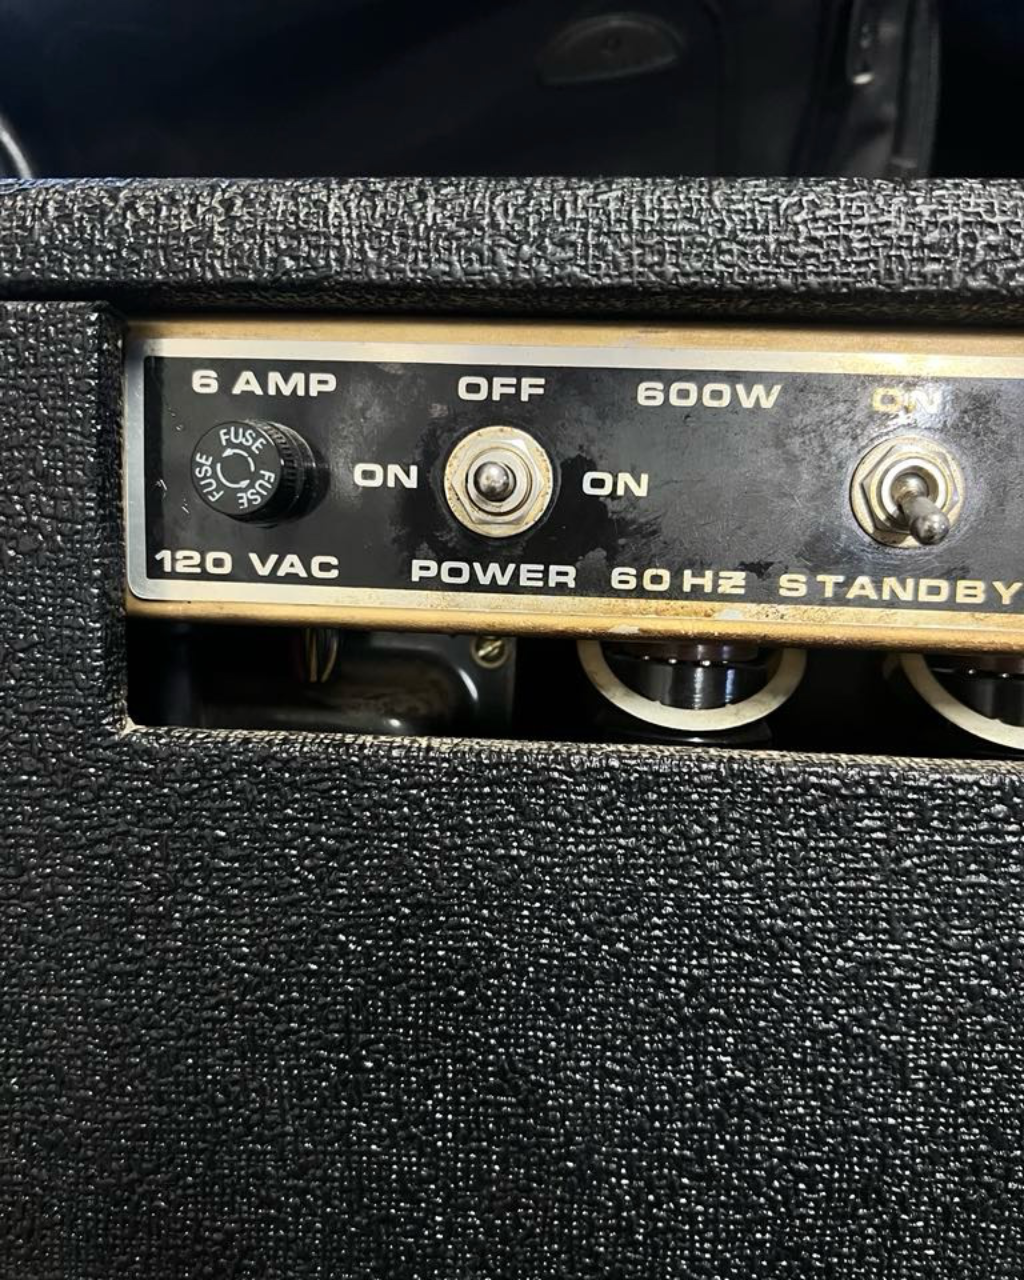 6 AMP OFF 600W ON
FUSE FUSE FUSE
ON ON
120 VAC POWER 60HZ STANDBY